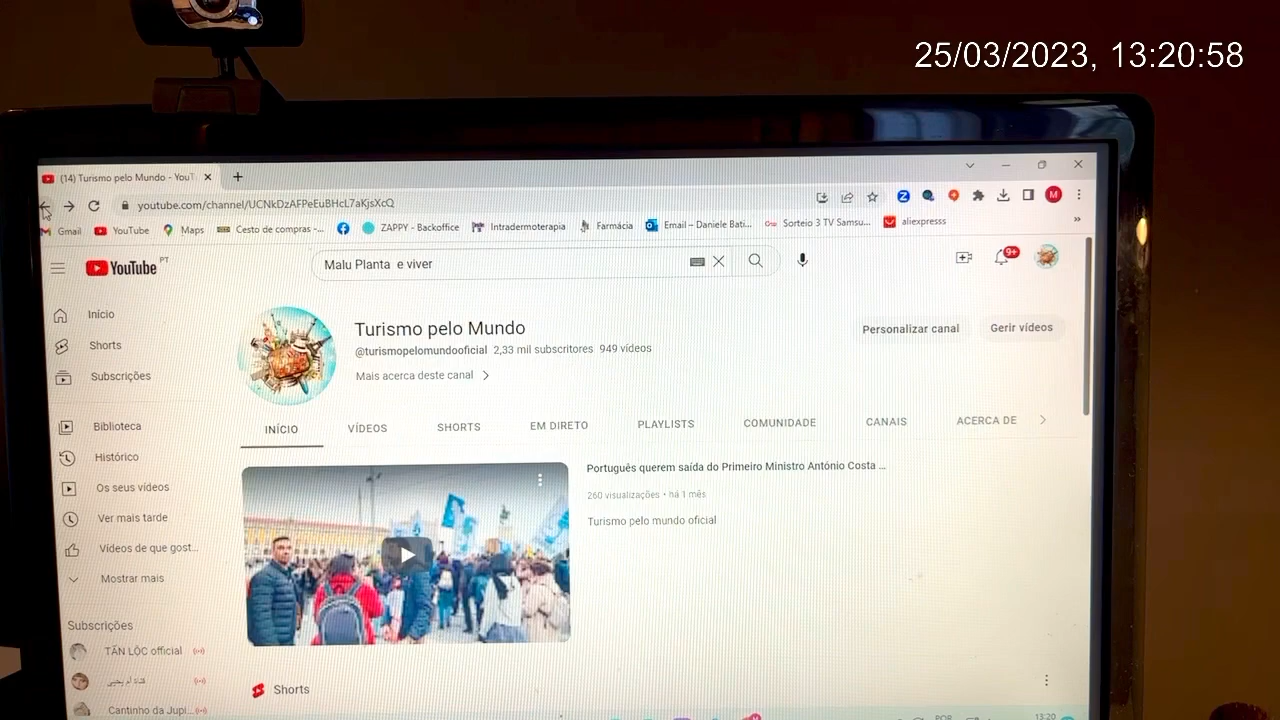 25/03/2023, 13:20:58
(14) Turismo pelo Mundo - YouT
youtube.com/channel/UCNkDzAFPeEuBHcL7aKjsXcQ
M
Gmail
YouTube
Maps
Cesto de compras -...
ZAPPY - Backoffice
Intradermoterapia
Farmácia
Email – Daniele Bati...
Sorteio 3 TV Samsu...
aliexpresss
YouTube PT
Malu Planta e viver
9+
Início
Shorts
Subscrições
Biblioteca
Histórico
Os seus vídeos
Ver mais tarde
Vídeos de que gost...
Mostrar mais
Subscrições
TẤN LỘC official
Cantinho da Jupi...
Turismo pelo Mundo
@turismopelomundooficial 2,33 mil subscritores 949 vídeos
Mais acerca deste canal
Personalizar canal
Gerir vídeos
INÍCIO
VÍDEOS
SHORTS
EM DIRETO
PLAYLISTS
COMUNIDADE
CANAIS
ACERCA DE
Português querem saída do Primeiro Ministro António Costa ...
260 visualizações • há 1 mês
Turismo pelo mundo oficial
Shorts
POR
13:20